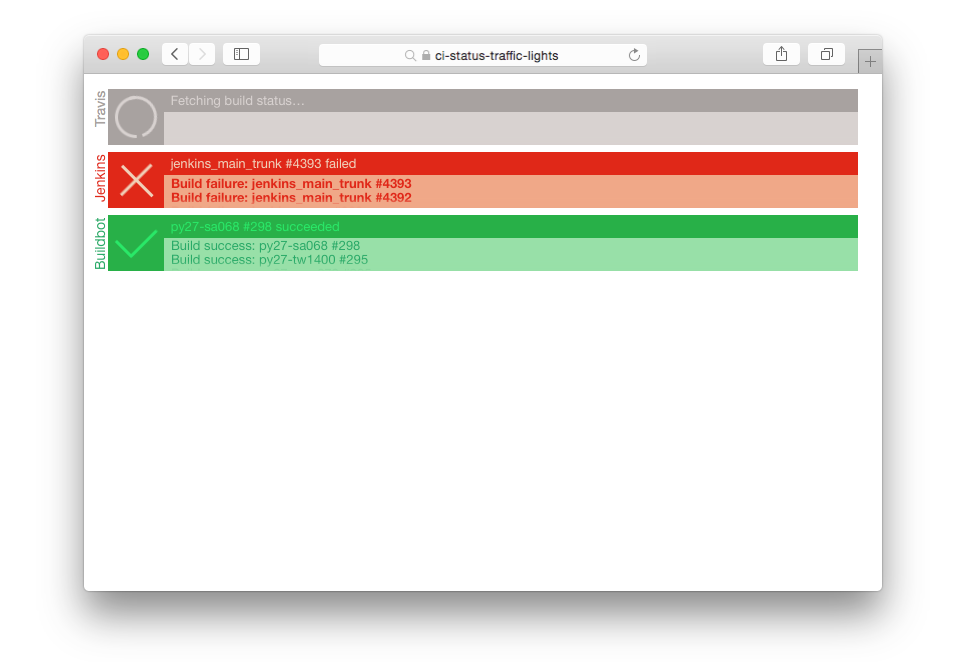 ci-status-traffic-lights
Travis
Fetching build status…
Jenkins
jenkins_main_trunk #4393 failed
Build failure: jenkins_main_trunk #4393
Build failure: jenkins_main_trunk #4392
Buildbot
py27-sa068 #298 succeeded
Build success: py27-sa068 #298
Build success: py27-tw1400 #295